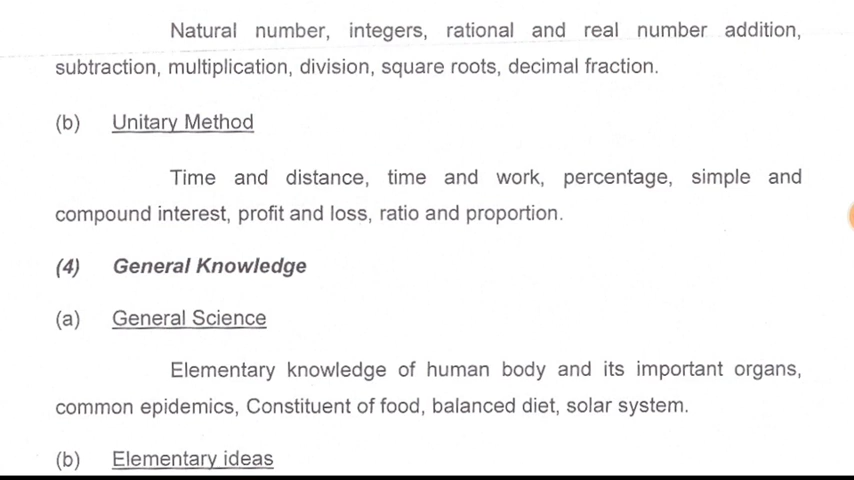 Natural number, integers, rational and real number addition,
subtraction, multiplication, division, square roots, decimal fraction.
(b) Unitary Method
Time and distance, time and work, percentage, simple and
compound interest, profit and loss, ratio and proportion.
(4) General Knowledge
(a) General Science
Elementary knowledge of human body and its important organs,
common epidemics, Constituent of food, balanced diet, solar system.
(b) Elementary ideas